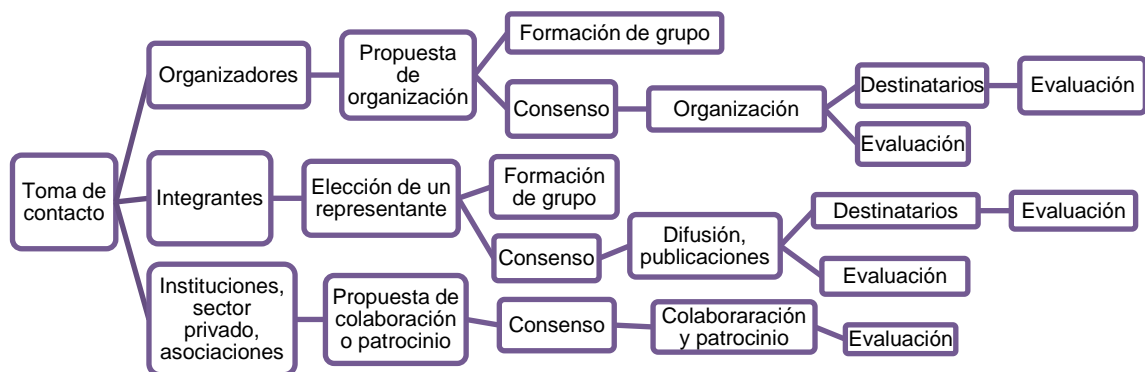 Formación de grupo
Organizadores
Propuesta
de
organización
Consenso
Organización
Destinatarios
Evaluación
Evaluación
Toma de
contacto
Integrantes
Elección de un
representante
Formación
de grupo
Consenso
Difusión,
publicaciones
Destinatarios
Evaluación
Evaluación
Instituciones,
sector
privado,
asociaciones
Propuesta de
colaboración
o patrocinio
Consenso
Colaboraración
y patrocinio
Evaluación